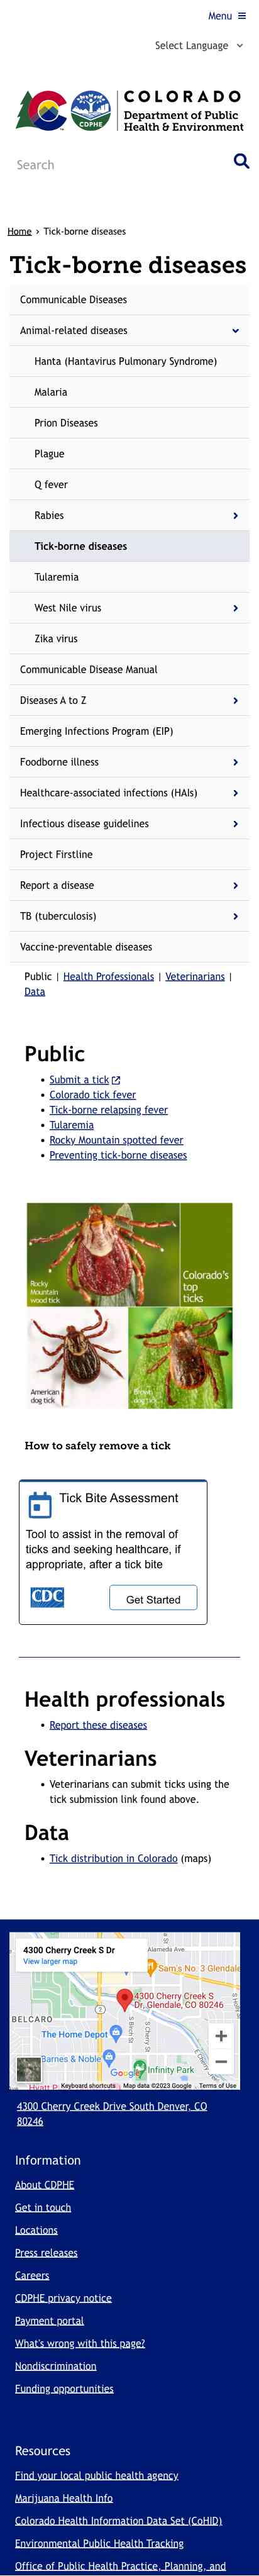 Menu
Select Language
COLORADO
CDPHE
Department of Public
Health & Environment
Search
Home › Tick-borne diseases
Tick-borne diseases
Communicable Diseases
Animal-related diseases
Hanta (Hantavirus Pulmonary Syndrome)
Malaria
Prion Diseases
Plague
Q fever
Rabies
Tick-borne diseases
Tularemia
West Nile virus
Zika virus
Communicable Disease Manual
Diseases A to Z
Emerging Infections Program (EIP)
Foodborne illness
Healthcare-associated infections (HAIs)
Infectious disease guidelines
Project Firstline
Report a disease
TB (tuberculosis)
Vaccine-preventable diseases
Public | Health Professionals | Veterinarians |
Data
Public
• Submit a tick
• Colorado tick fever
• Tick-borne relapsing fever
• Tularemia
• Rocky Mountain spotted fever
• Preventing tick-borne diseases
Rocky
Mountain
wood tick
Colorado's
top
ticks
American
dog tick
Brown
dog tick
How to safely remove a tick
Tick Bite Assessment
Tool to assist in the removal of
ticks and seeking healthcare, if
appropriate, after a tick bite
CDC
Get Started
Health professionals
• Report these diseases
Veterinarians
• Veterinarians can submit ticks using the
tick submission link found above.
Data
• Tick distribution in Colorado (maps)
4300 Cherry Creek S Dr
View larger map
Alameda Ave
Sam's No. 3 Glendale
4300 Cherry Creek S
Dr, Glendale, CO 80246
BELCARO
The Home Depot
Barnes & Noble
Infinity Park
Google
Hyatt P
Keyboard shortcuts
Map data ©2023 Google
Terms of Use
4300 Cherry Creek Drive South Denver, CO
80246
Information
About CDPHE
Get in touch
Locations
Press releases
Careers
CDPHE privacy notice
Payment portal
What's wrong with this page?
Nondiscrimination
Funding opportunities
Resources
Find your local public health agency
Marijuana Health Info
Colorado Health Information Data Set (CoHID)
Environmental Public Health Tracking
Office of Public Health Practice, Planning, and